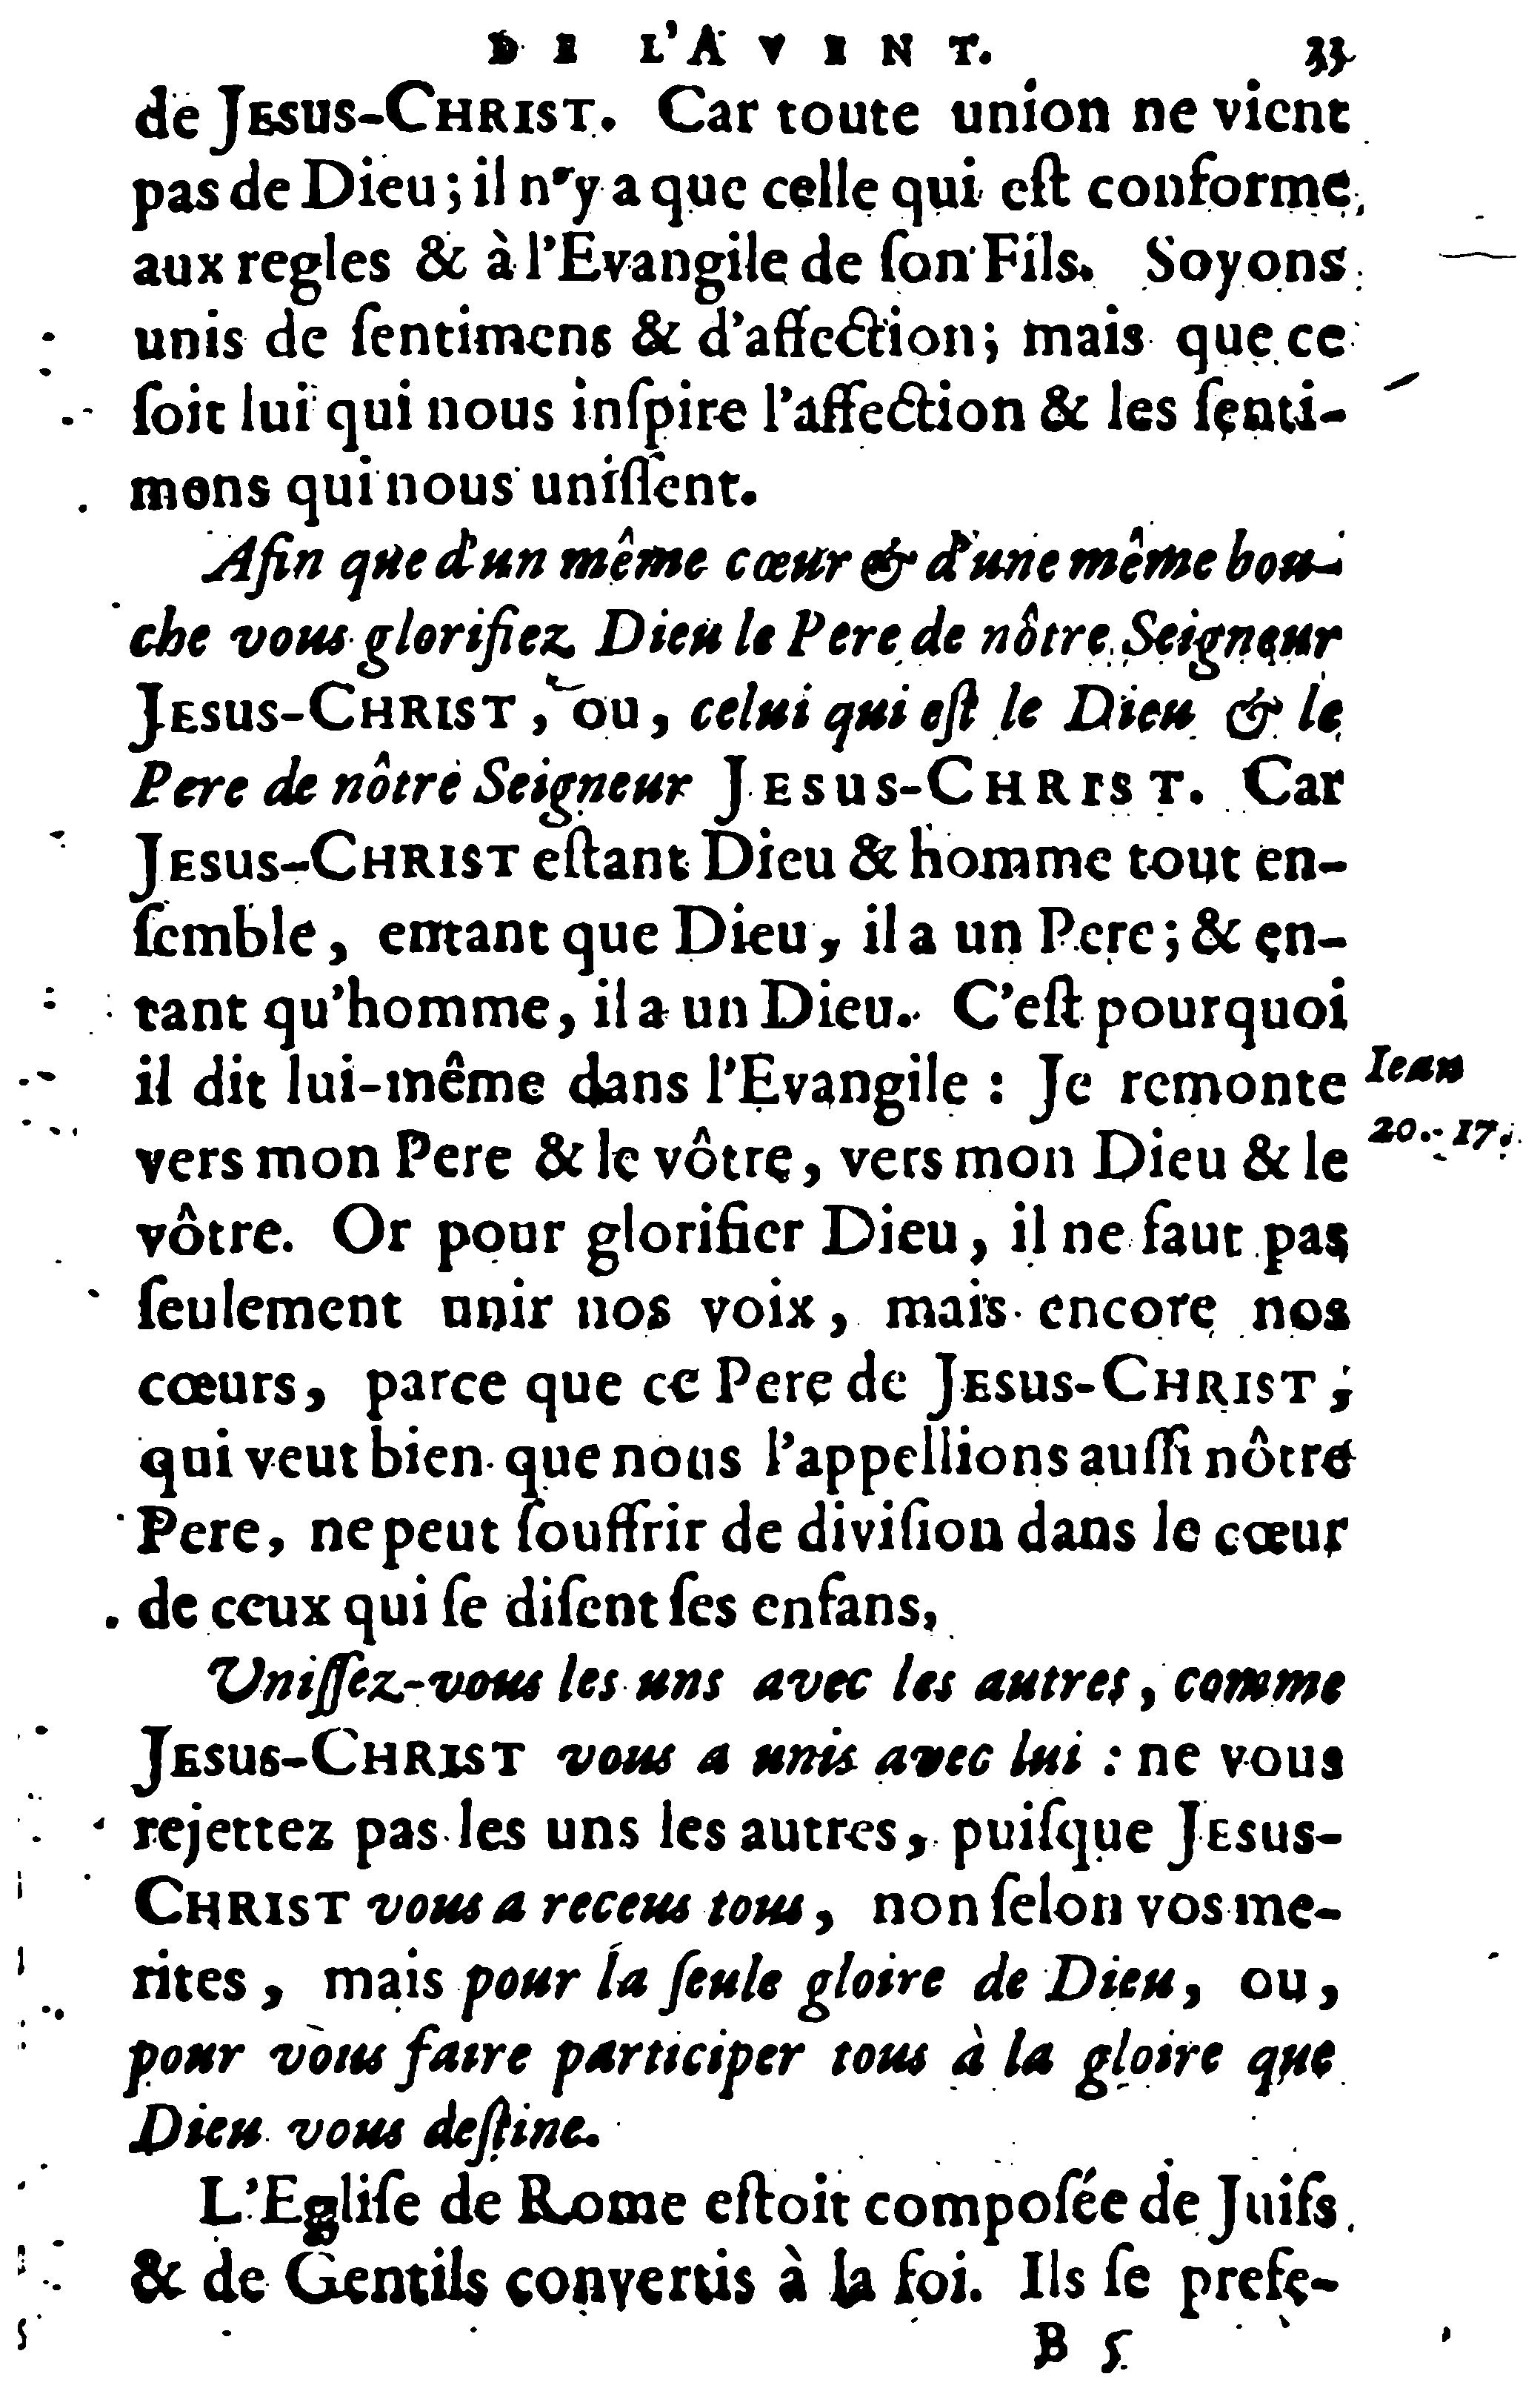 DE L'AVENT. 33
de JESUS-CHRIST. Car toute union ne vient
pas de Dieu; il n'y a que celle qui eſt conforme
aux regles & à l'Evangile de ſon Fils. Soyons
unis de ſentimens & d'affection; mais que ce
ſoit lui qui nous inſpire l'affection & les ſenti-
mens qui nous uniſſent.
Afin que d'un même cœur & d'une même bou-
che vous glorifiez Dieu le Pere de nôtre Seigneur
JESUS-CHRIST, ou, celui qui eſt le Dieu & le
Pere de nôtre Seigneur JESUS-CHRIST. Car
JESUS-CHRIST eſtant Dieu & homme tout en-
ſemble, entant que Dieu, il a un Pere; & en-
tant qu'homme, il a un Dieu. C'eſt pourquoi
il dit lui-même dans l'Evangile : Je remonte
Iean
vers mon Pere & le vôtre, vers mon Dieu & le
20. 17.
vôtre. Or pour glorifier Dieu, il ne faut pas
ſeulement unir nos voix, mais encore nos
cœurs, parce que ce Pere de JESUS-CHRIST,
qui veut bien que nous l'appellions auſſi nôtre
Pere, ne peut ſouffrir de diviſion dans le cœur
de ceux qui ſe diſent ſes enfans,
Uniſſez-vous les uns avec les autres, comme
JESUS-CHRIST vous a unis avec lui : ne vous
rejettez pas les uns les autres, puiſque JESUS-
CHRIST vous a receus tous, non ſelon vos me-
rites, mais pour la ſeule gloire de Dieu, ou,
pour vous faire participer tous à la gloire que
Dieu vous deſtine.
L'Egliſe de Rome eſtoit compoſée de Juifs
& de Gentils convertis à la foi. Ils ſe prefe-
B 5